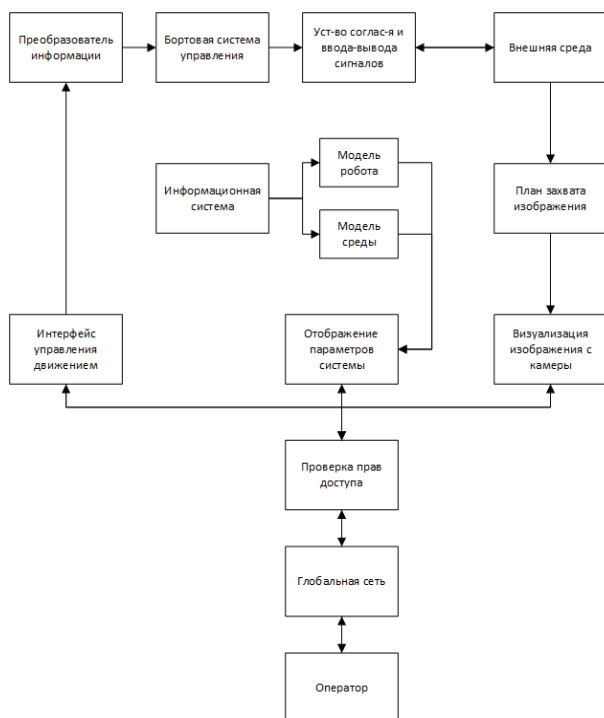 Преобразователь
информации
Бортовая система
управления
Уст-во соглас-я и
ввода-вывода
сигналов
Внешняя среда
Информационная
система
Модель
робота
Модель
среды
План захвата
изображения
Интерфейс
управления
движением
Отображение
параметров
системы
Визуализация
изображения с
камеры
Проверка прав
доступа
Глобальная сеть
Оператор